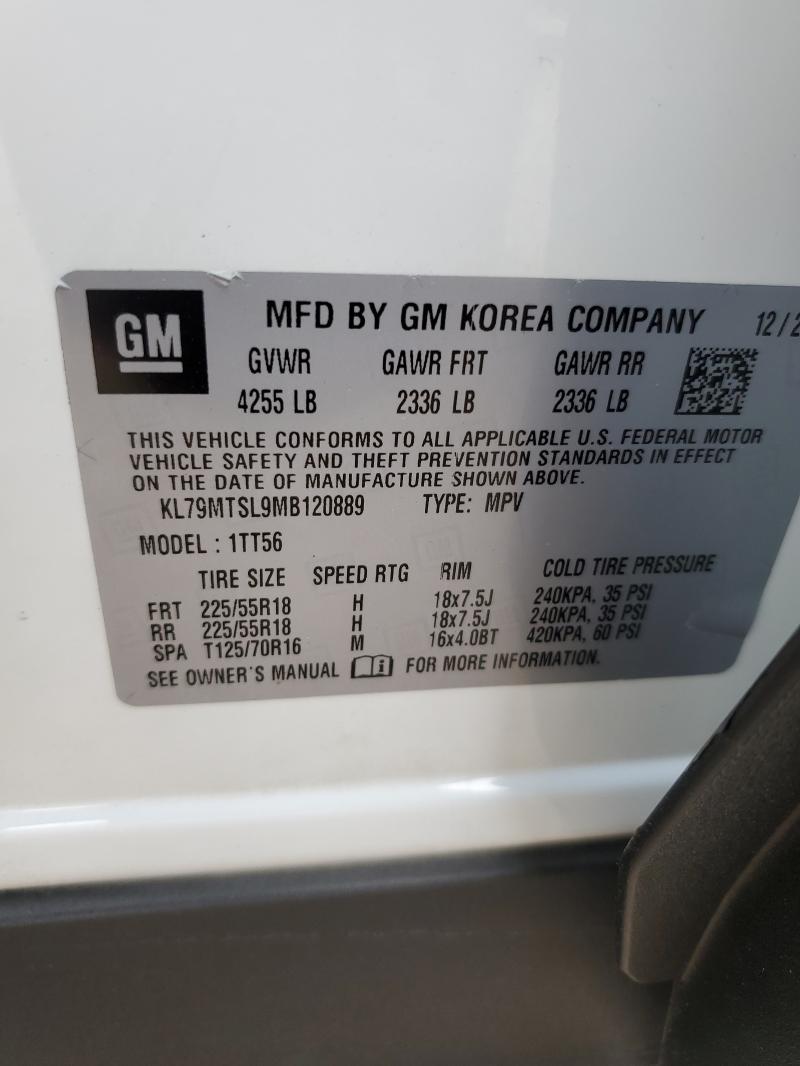 GM MFD BY GM KOREA COMPANY 12/2
GVWR GAWR FRT GAWR RR
4255 LB 2336 LB 2336 LB
THIS VEHICLE CONFORMS TO ALL APPLICABLE U.S. FEDERAL MOTOR
VEHICLE SAFETY AND THEFT PREVENTION STANDARDS IN EFFECT
ON THE DATE OF MANUFACTURE SHOWN ABOVE.
KL79MTSL9MB120889 TYPE: MPV
MODEL : 1TT56
TIRE SIZE SPEED RTG RIM COLD TIRE PRESSURE
FRT 225/55R18 H 18x7.5J 240KPA, 35 PSI
RR 225/55R18 H 18x7.5J 240KPA, 35 PSI
SPA T125/70R16 M 16x4.0BT 420KPA, 60 PSI
SEE OWNER'S MANUAL i FOR MORE INFORMATION.